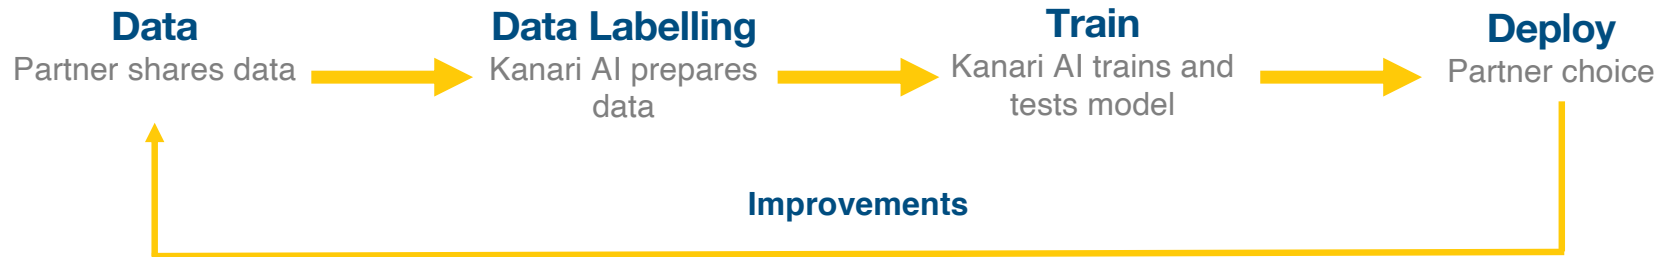 Data
Partner shares data
Data Labelling
Kanari AI prepares
data
Train
Kanari AI trains and
tests model
Deploy
Partner choice
Improvements